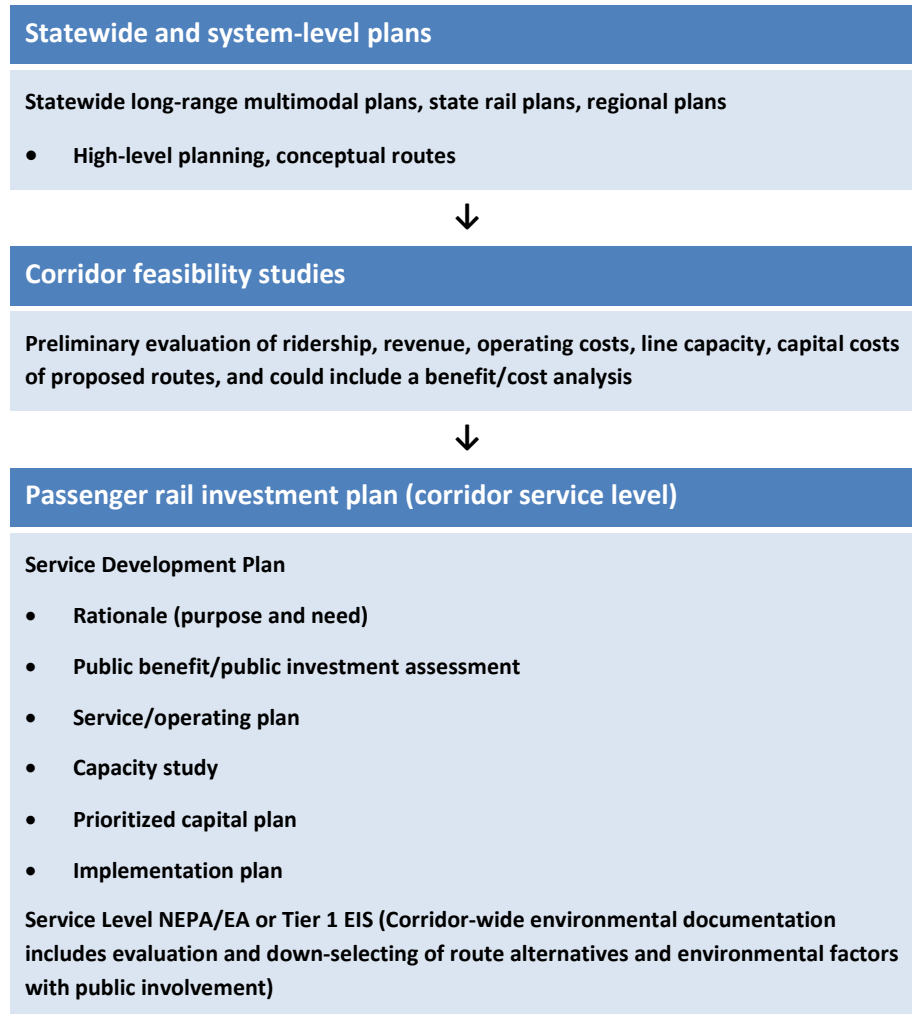 Statewide and system-level plans
Statewide long-range multimodal plans, state rail plans, regional plans
• High-level planning, conceptual routes
↓
Corridor feasibility studies
Preliminary evaluation of ridership, revenue, operating costs, line capacity, capital costs
of proposed routes, and could include a benefit/cost analysis
↓
Passenger rail investment plan (corridor service level)
Service Development Plan
• Rationale (purpose and need)
• Public benefit/public investment assessment
• Service/operating plan
• Capacity study
• Prioritized capital plan
• Implementation plan
Service Level NEPA/EA or Tier 1 EIS (Corridor-wide environmental documentation
includes evaluation and down-selecting of route alternatives and environmental factors
with public involvement)